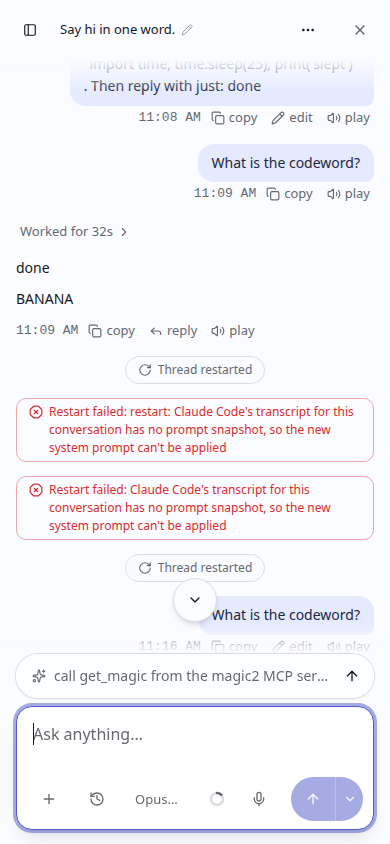 Say hi in one word.
import time; time.sleep(25); print('slept')
. Then reply with just: done
11:08 AM copy edit play
What is the codeword?
11:09 AM copy play
Worked for 32s
done
BANANA
11:09 AM copy reply play
Thread restarted
Restart failed: restart: Claude Code's transcript for this
conversation has no prompt snapshot, so the new
system prompt can't be applied
Restart failed: Claude Code's transcript for this
conversation has no prompt snapshot, so the new
system prompt can't be applied
Thread restarted
What is the codeword?
11:16 AM copy edit play
call get_magic from the magic2 MCP ser...
Ask anything...
Opus...